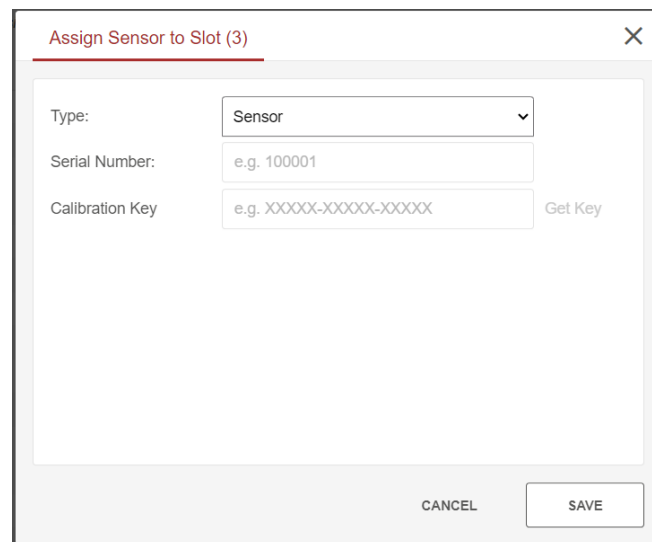 Assign Sensor to Slot (3)
Type: Sensor
Serial Number: e.g. 100001
Calibration Key e.g. XXXXX-XXXXX-XXXXX Get Key
CANCEL SAVE